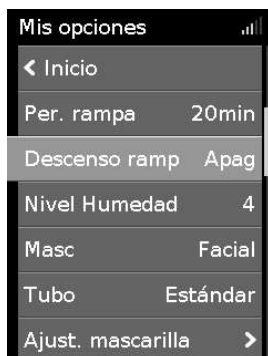 Mis opciones
Inicio
Per. rampa 20min
Descenso ramp Apag
Nivel Humedad 4
Masc Facial
Tubo Estándar
Ajust. mascarilla